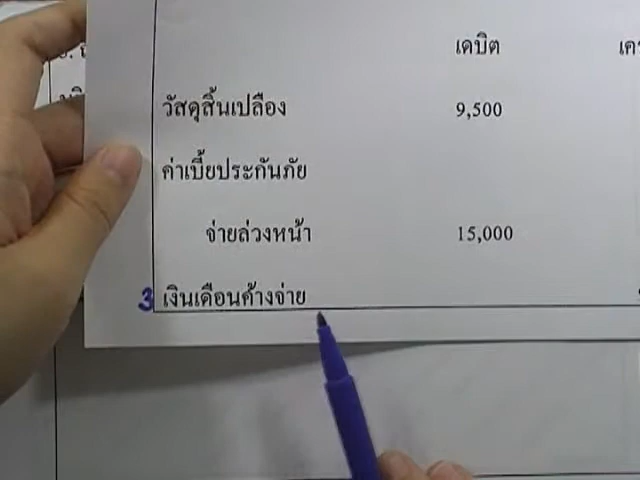 เดบิต
วัสดุสิ้นเปลือง 9,500
ค่าเบี้ยประกันภัย
จ่ายล่วงหน้า 15,000
3 เงินเดือนค้างจ่าย